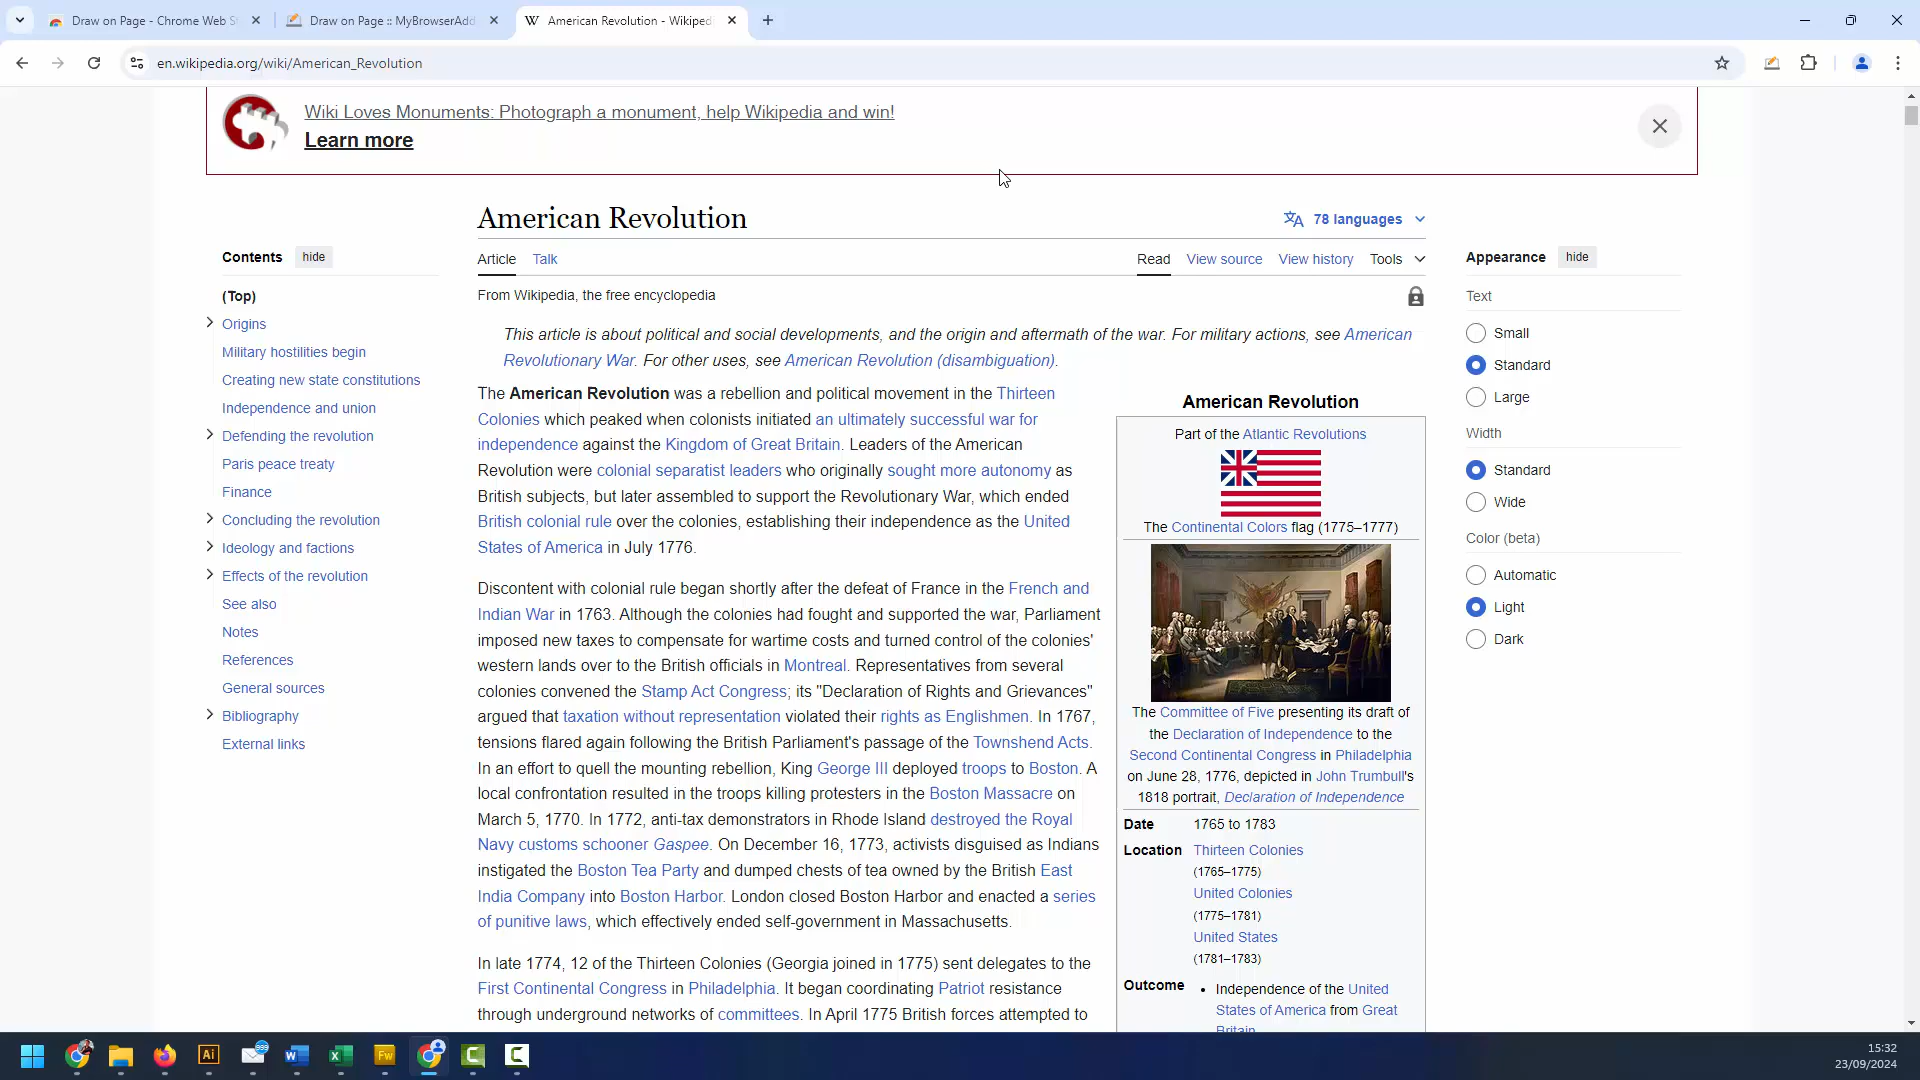 Draw on Page - Chrome Web S
Draw on Page :: MyBrowserAdd
American Revolution - Wikiped
en.wikipedia.org/wiki/American_Revolution
Wiki Loves Monuments: Photograph a monument, help Wikipedia and win!
Learn more
American Revolution
78 languages
Contents hide
Article Talk
Read View source View history Tools
From Wikipedia, the free encyclopedia
(Top)
Origins
Military hostilities begin
Creating new state constitutions
Independence and union
Defending the revolution
Paris peace treaty
Finance
Concluding the revolution
Ideology and factions
Effects of the revolution
See also
Notes
References
General sources
Bibliography
External links
This article is about political and social developments, and the origin and aftermath of the war. For military actions, see American
Revolutionary War. For other uses, see American Revolution (disambiguation).
The American Revolution was a rebellion and political movement in the Thirteen
Colonies which peaked when colonists initiated an ultimately successful war for
independence against the Kingdom of Great Britain. Leaders of the American
Revolution were colonial separatist leaders who originally sought more autonomy as
British subjects, but later assembled to support the Revolutionary War, which ended
British colonial rule over the colonies, establishing their independence as the United
States of America in July 1776.
Discontent with colonial rule began shortly after the defeat of France in the French and
Indian War in 1763. Although the colonies had fought and supported the war, Parliament
imposed new taxes to compensate for wartime costs and turned control of the colonies'
western lands over to the British officials in Montreal. Representatives from several
colonies convened the Stamp Act Congress; its "Declaration of Rights and Grievances"
argued that taxation without representation violated their rights as Englishmen. In 1767,
tensions flared again following the British Parliament's passage of the Townshend Acts.
In an effort to quell the mounting rebellion, King George III deployed troops to Boston. A
local confrontation resulted in the troops killing protesters in the Boston Massacre on
March 5, 1770. In 1772, anti-tax demonstrators in Rhode Island destroyed the Royal
Navy customs schooner Gaspee. On December 16, 1773, activists disguised as Indians
instigated the Boston Tea Party and dumped chests of tea owned by the British East
India Company into Boston Harbor. London closed Boston Harbor and enacted a series
of punitive laws, which effectively ended self-government in Massachusetts.
In late 1774, 12 of the Thirteen Colonies (Georgia joined in 1775) sent delegates to the
First Continental Congress in Philadelphia. It began coordinating Patriot resistance
through underground networks of committees. In April 1775 British forces attempted to
American Revolution
Part of the Atlantic Revolutions
The Continental Colors flag (1775–1777)
The Committee of Five presenting its draft of
the Declaration of Independence to the
Second Continental Congress in Philadelphia
on June 28, 1776, depicted in John Trumbull's
1818 portrait, Declaration of Independence
Date 1765 to 1783
Location Thirteen Colonies
(1765–1775)
United Colonies
(1775–1781)
United States
(1781–1783)
Outcome • Independence of the United
States of America from Great
Britain
Appearance hide
Text
Small
Standard
Large
Width
Standard
Wide
Color (beta)
Automatic
Light
Dark
Ai
W
X
Fw
C
C
15:32
23/09/2024